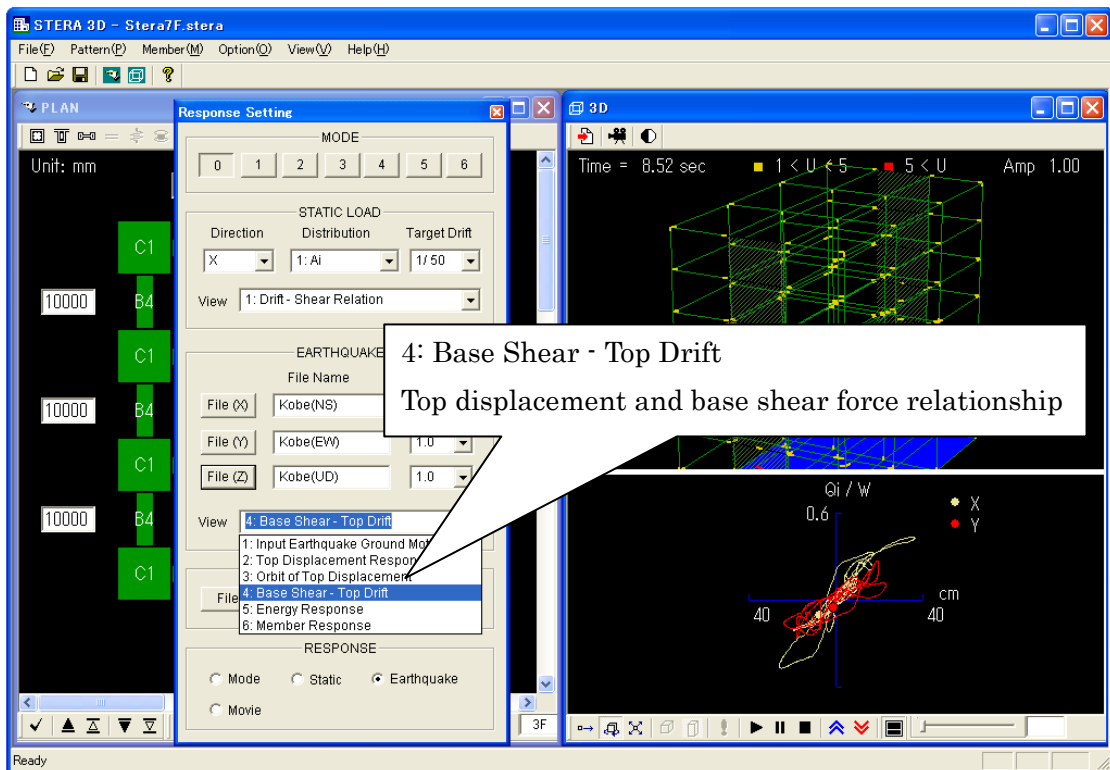 STERA 3D - Stera7F.stera
File(F) Pattern(P) Member(M) Option(O) View(V) Help(H)
PLAN
Unit: mm
C1
10000 B4
C1
10000 B4
C1
10000 B4
C1
3F
Response Setting
MODE
0 1 2 3 4 5 6
STATIC LOAD
Direction Distribution Target Drift
X 1: Ai 1/ 50
View 1: Drift - Shear Relation
EARTHQUAKE
File Name
File (X) Kobe(NS)
File (Y) Kobe(EW) 1.0
File (Z) Kobe(UD) 1.0
View 4: Base Shear - Top Drift
1: Input Earthquake Ground Mot
2: Top Displacement Respon
3: Orbit of Top Displacement
4: Base Shear - Top Drift
5: Energy Response
6: Member Response
File
RESPONSE
Mode Static Earthquake
Movie
4: Base Shear - Top Drift
Top displacement and base shear force relationship
3D
Time = 8.52 sec 1 < U < 5 5 < U Amp 1.00
Qi / W
0.6
X
Y
cm
40 40
Ready